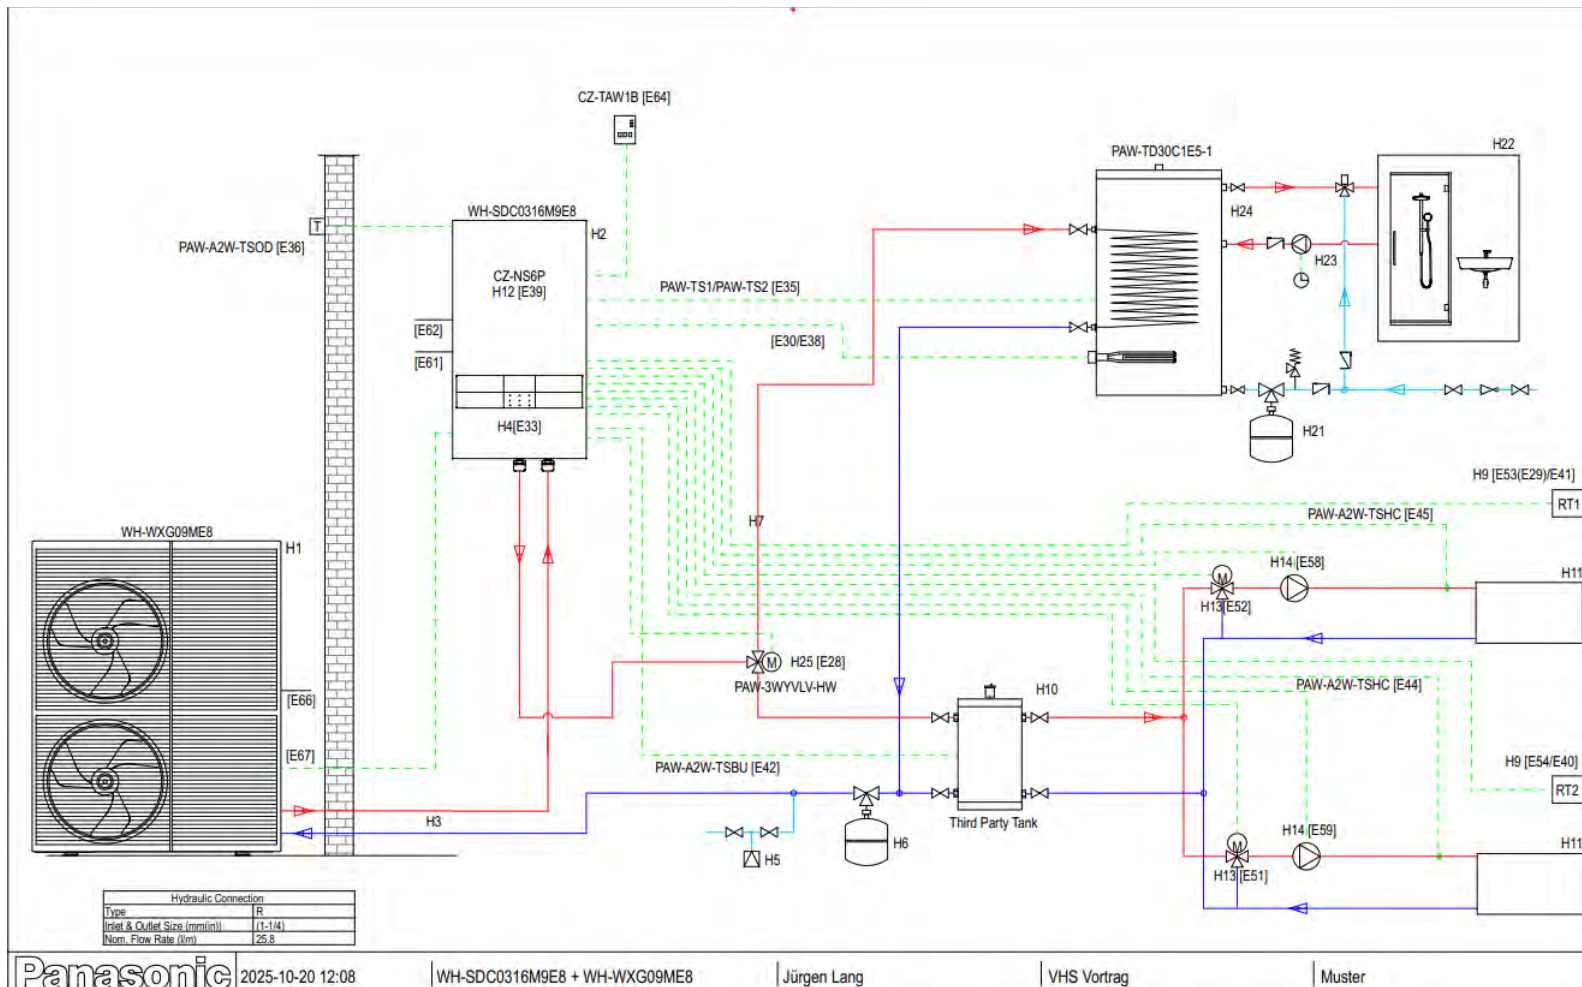 CZ-TAW1B [E64]
PAW-TD30C1E5-1
H22
WH-SDC0316M9E8
H24
T
H2
PAW-A2W-TSOD [E36]
H23
CZ-NS6P
H12 [E39]
PAW-TS1/PAW-TS2 [E35]
[E62]
[E30/E38]
[E61]
H4[E33]
H21
H9 [E53(E29)/E41]
RT1
PAW-A2W-TSHC [E45]
H7
WH-WXG09ME8
H1
H14 [E58]
M
H11
H13[E52]
M
H25 [E28]
PAW-3WYVLV-HW
H10
PAW-A2W-TSHC [E44]
[E66]
[E67]
PAW-A2W-TSBU [E42]
H9 [E54/E40]
RT2
H3
Third Party Tank
H14 [E59]
M
H6
H11
H5
H13 [E51]
Hydraulic Connection
Type R
Inlet & Outlet Size (mm(in)) (1-1/4)
Nom. Flow Rate (l/m) 25.8
Panasonic 2025-10-20 12:08 WH-SDC0316M9E8 + WH-WXG09ME8 Jürgen Lang VHS Vortrag Muster